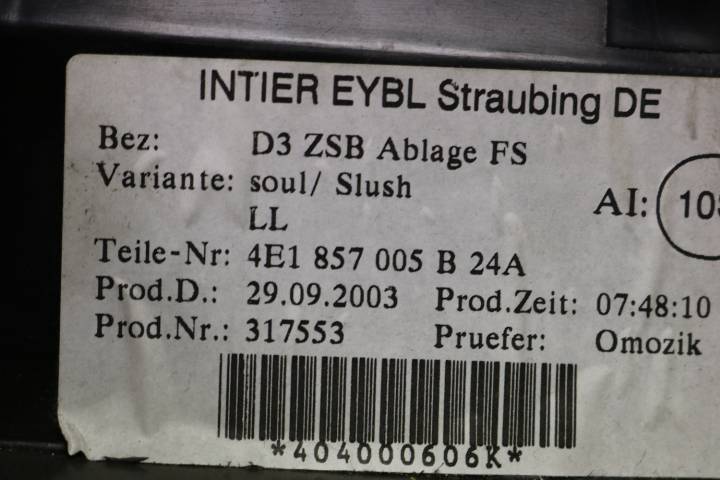 INTIER EYBL Straubing DE
Bez: D3 ZSB Ablage FS
Variante: soul/ Slush
LL AI:
Teile-Nr: 4E1 857 005 B 24A
Prod.D.: 29.09.2003 Prod.Zeit: 07:48:10
Prod.Nr.: 317553 Pruefer: Omozik
*404000606K*